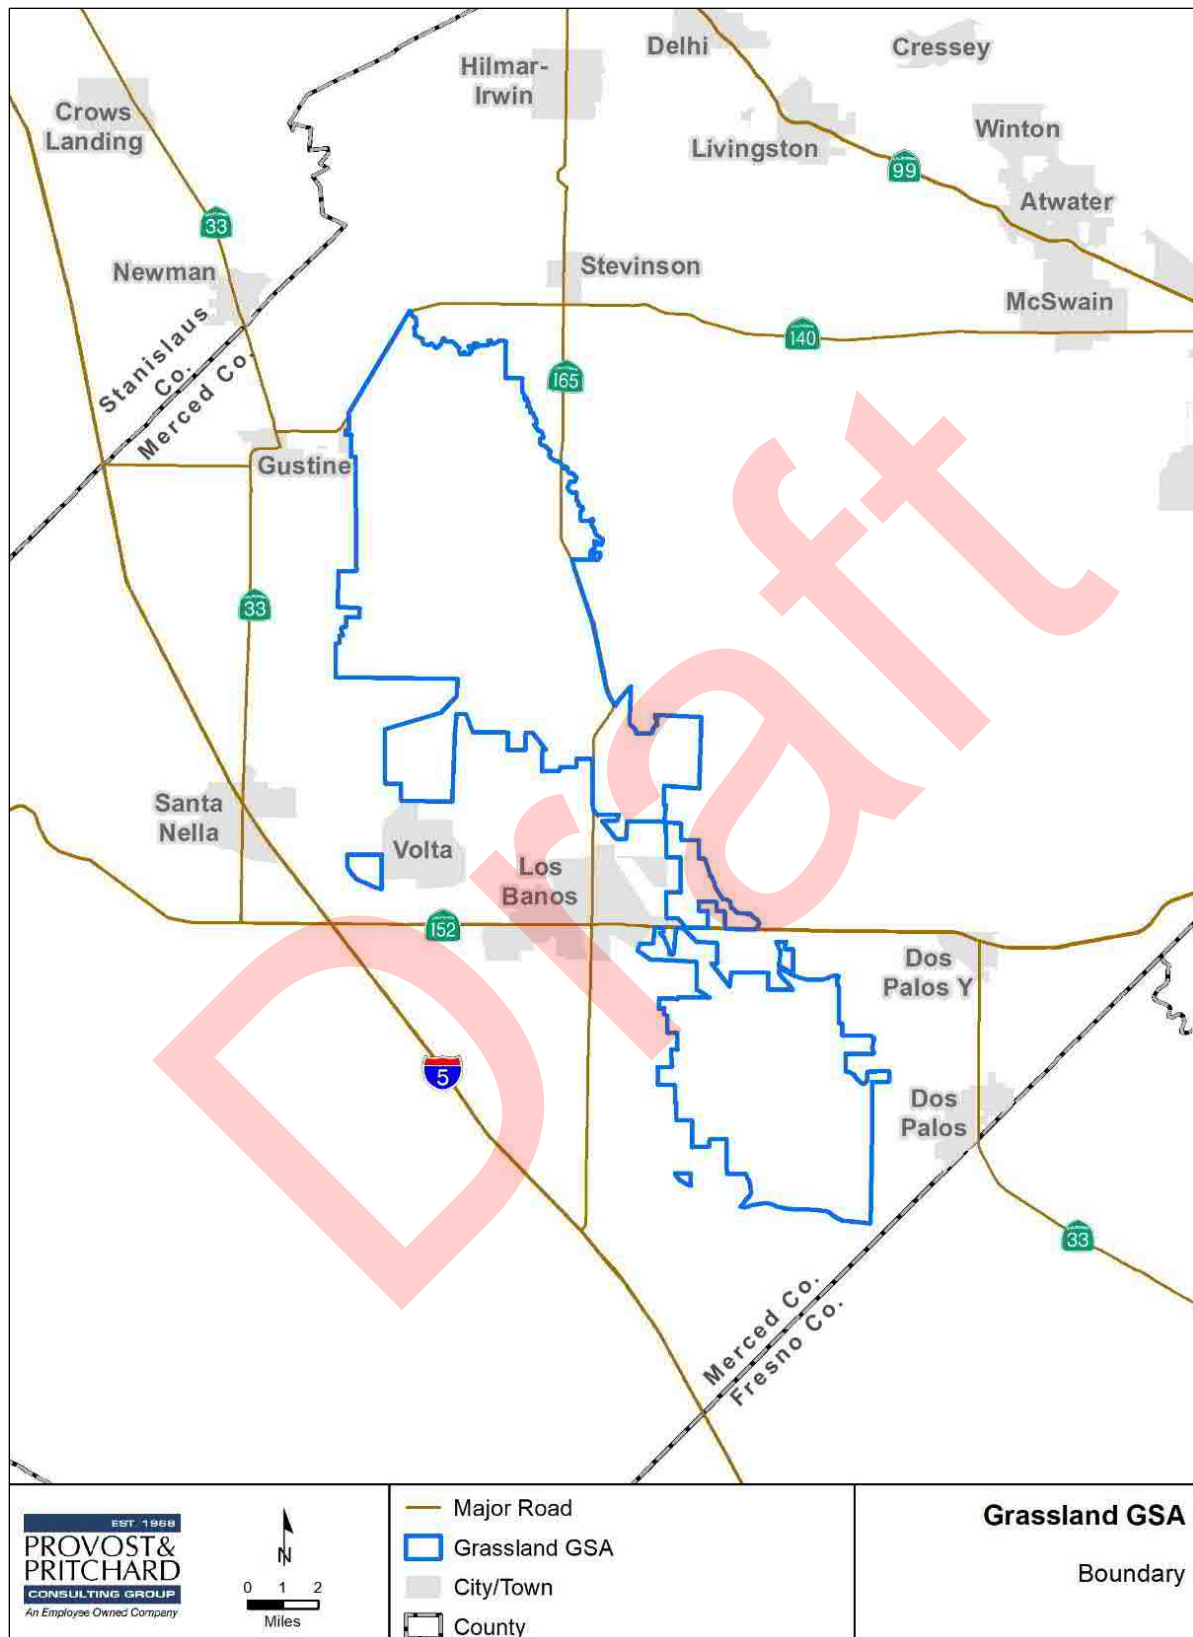 Delhi
Cressey
Hilmar-
Irwin
Crows
Landing
Winton
Livingston
99
Atwater
33
Stevinson
Newman
McSwain
140
Stanislaus
Co.
Merced Co.
165
Gustine
33
Santa
Nella
Volta
Los
Banos
152
Dos
Palos Y
5
Dos
Palos
33
Merced Co.
Fresno Co.
Draft
EST. 1968
PROVOST&
PRITCHARD
CONSULTING GROUP
An Employee Owned Company
N
0 1 2
Miles
Major Road
Grassland GSA
City/Town
County
Grassland GSA
Boundary